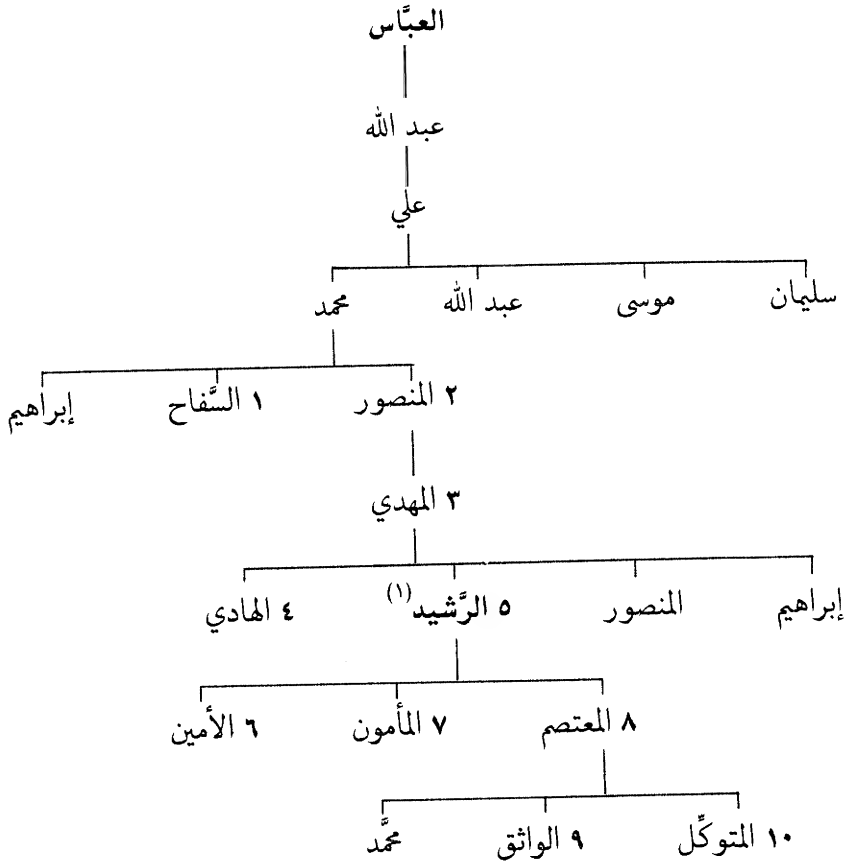 العبَّاس
عبد الله
علي
سليمان موسى عبد الله محمد
٢ المنصور ١ السَّفاح إبراهيم
٣ المهدي
إبراهيم المنصور ٥ الرَّشيد(١) ٤ الهادي
٨ المعتصم ٧ المأمون ٦ الأمين
١٠ المتوكِّل ٩ الواثق محمَّد